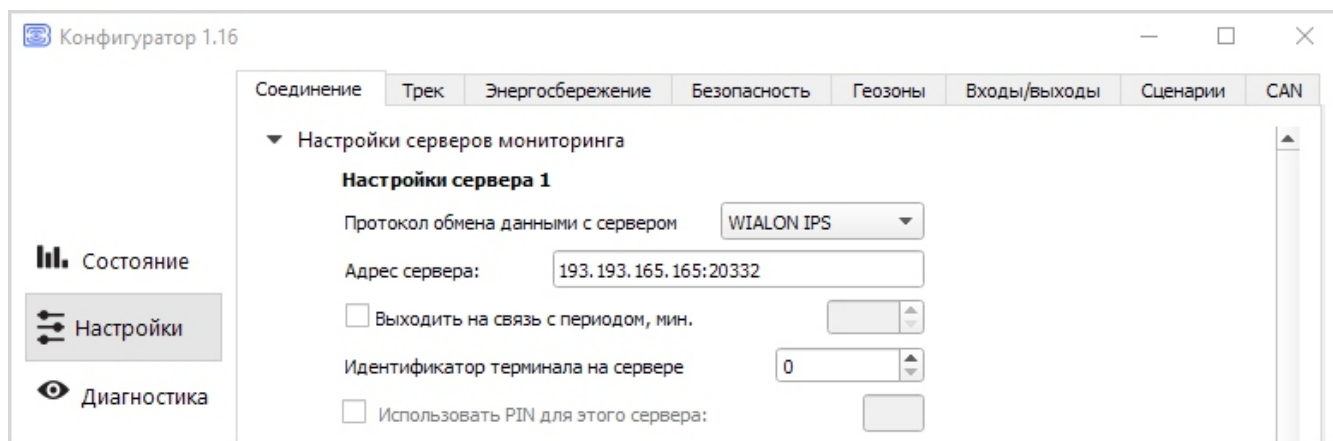 Конфигуратор 1.16
Соединение Трек Энергосбережение Безопасность Геозоны Входы/выходы Сценарии CAN
Настройки серверов мониторинга
Настройки сервера 1
Протокол обмена данными с сервером WIALON IPS
Состояние
Адрес сервера: 193.193.165.165:20332
Настройки
Выходить на связь с периодом, мин.
Идентификатор терминала на сервере 0
Диагностика
Использовать PIN для этого сервера: